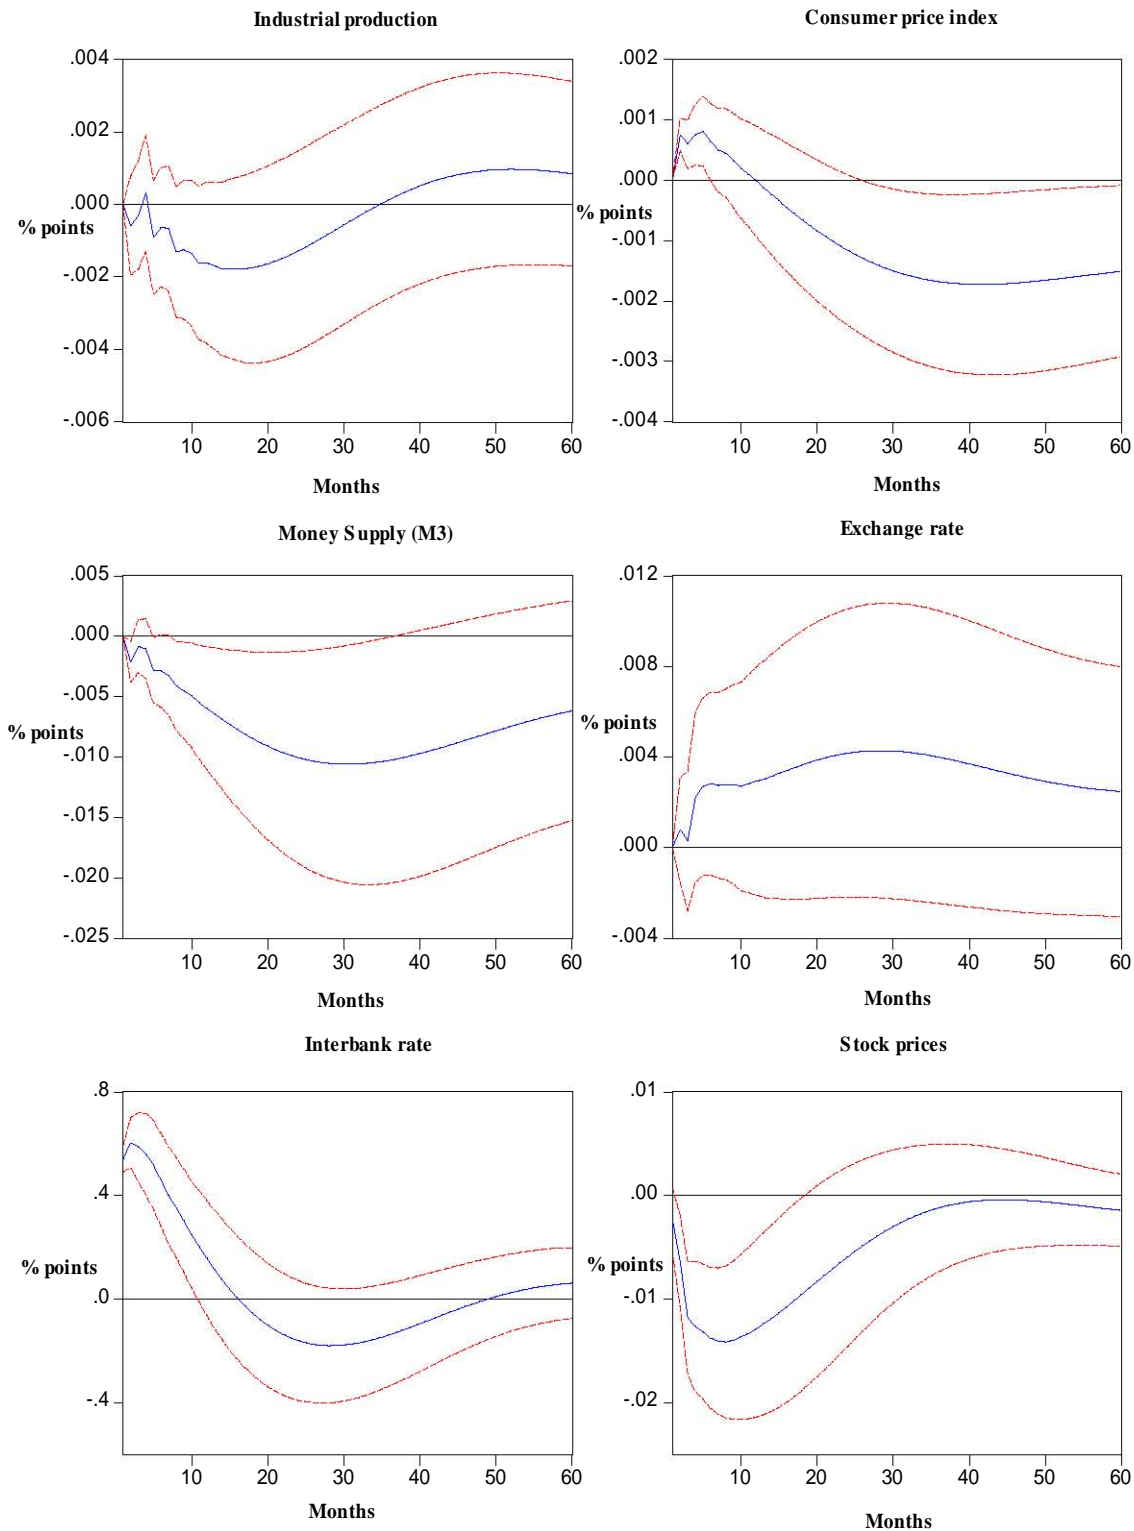 Industrial production
.004
.002
.000
% points
-.002
-.004
-.006
10 20 30 40 50 60
Months
Consumer price index
.002
.001
.000
% points
-.001
-.002
-.003
-.004
10 20 30 40 50 60
Months
Money Supply (M3)
.005
.000
-.005
% points
-.010
-.015
-.020
-.025
10 20 30 40 50 60
Months
Exchange rate
.012
.008
% points
.004
.000
-.004
10 20 30 40 50 60
Months
Interbank rate
.8
.4
% points
.0
-.4
10 20 30 40 50 60
Months
Stock prices
.01
.00
% points
-.01
-.02
10 20 30 40 50 60
Months